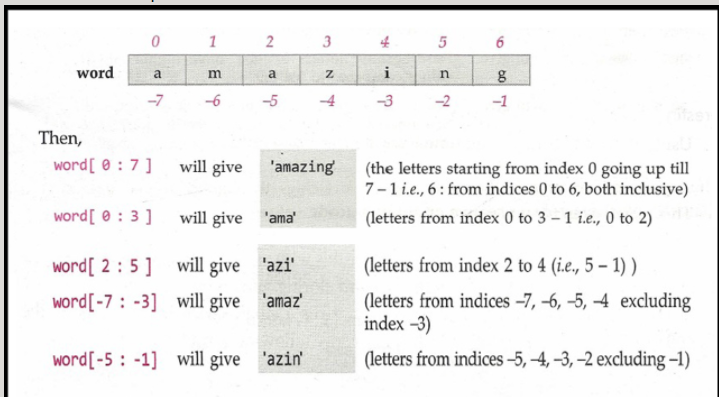 0 1 2 3 4 5 6
word a m a z i n g
–7 –6 –5 –4 –3 –2 –1
Then,
word[ 0 : 7 ] will give 'amazing' (the letters starting from index 0 going up till
7 – 1 i.e., 6 : from indices 0 to 6, both inclusive)
word[ 0 : 3 ] will give 'ama' (letters from index 0 to 3 – 1 i.e., 0 to 2)
word[ 2 : 5 ] will give 'azi' (letters from index 2 to 4 (i.e., 5 – 1) )
word[-7 : -3] will give 'amaz' (letters from indices –7, –6, –5, –4 excluding
index –3)
word[-5 : -1] will give 'azin' (letters from indices –5, –4, –3, –2 excluding –1)